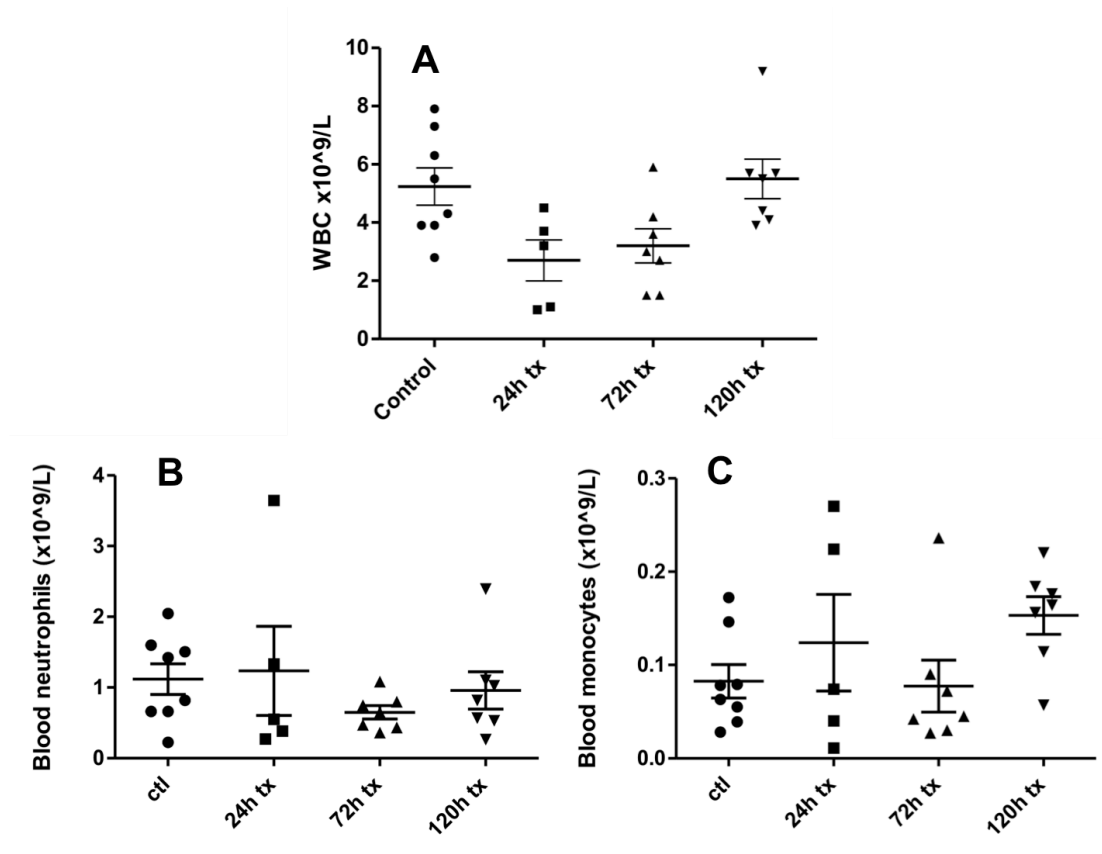 A
WBC x10^9/L
10
8
6
4
2
0
Control
24h tx
72h tx
120h tx
B
Blood neutrophils (x10^9/L)
4
3
2
1
0
ctl
24h tx
72h tx
120h tx
C
Blood monocytes (x10^9/L)
0.3
0.2
0.1
0.0
ctl
24h tx
72h tx
120h tx